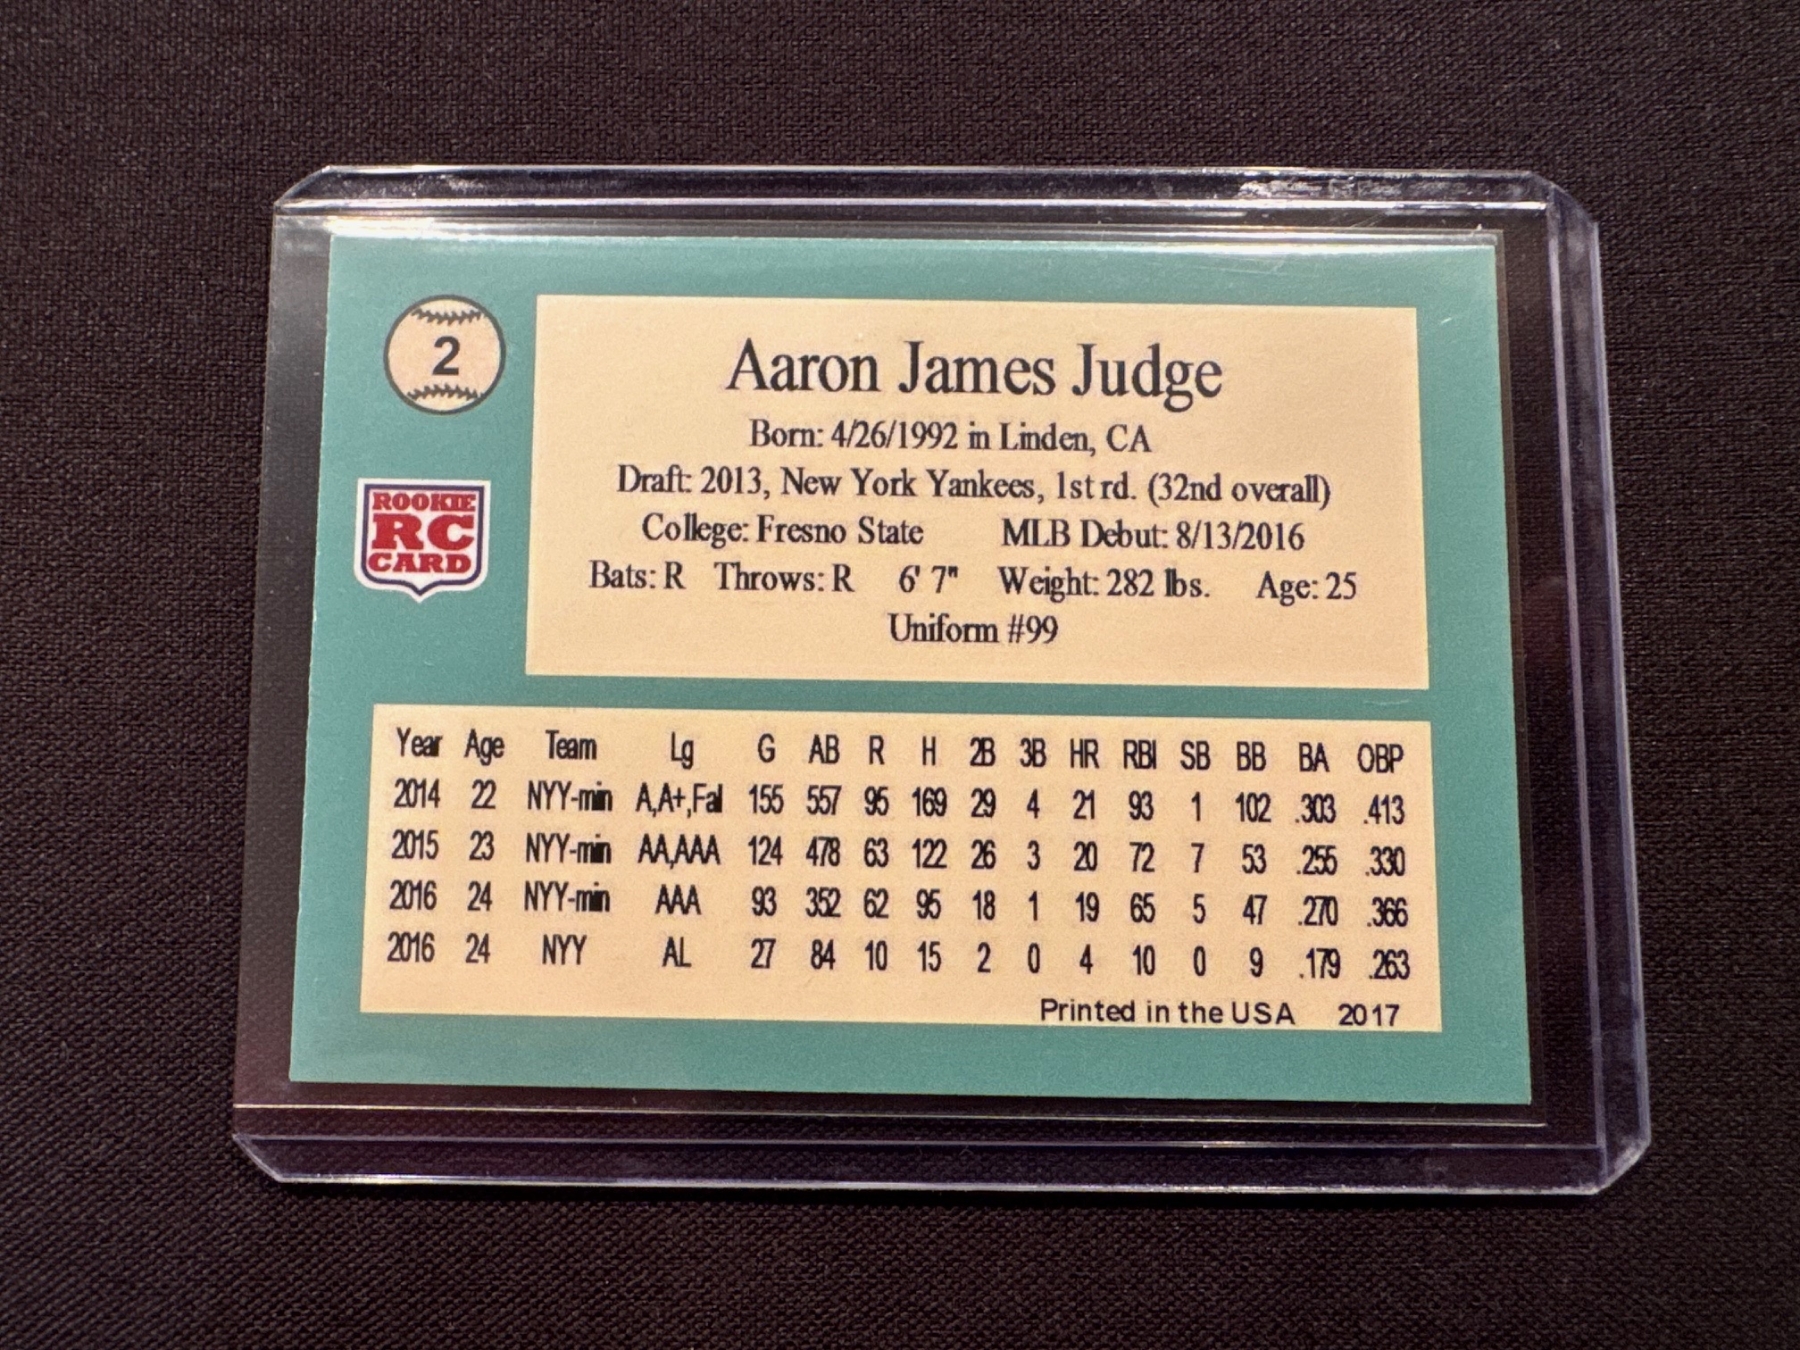 2
Aaron James Judge
Born: 4/26/1992 in Linden, CA
Draft: 2013, New York Yankees, 1st rd. (32nd overall)
College: Fresno State MLB Debut: 8/13/2016
Bats: R Throws: R 6' 7" Weight: 282 lbs. Age: 25
Uniform #99
ROOKIE
RC
CARD
Year Age Team Lg G AB R H 2B 3B HR RBI SB BB BA OBP
2014 22 NYY-min A,A+,Fal 155 557 95 169 29 4 21 93 1 102 .303 .413
2015 23 NYY-min AA,AAA 124 478 63 122 26 3 20 72 7 53 .255 .330
2016 24 NYY-min AAA 93 352 62 95 18 1 19 65 5 47 .270 .366
2016 24 NYY AL 27 84 10 15 2 0 4 10 0 9 .179 .263
Printed in the USA 2017